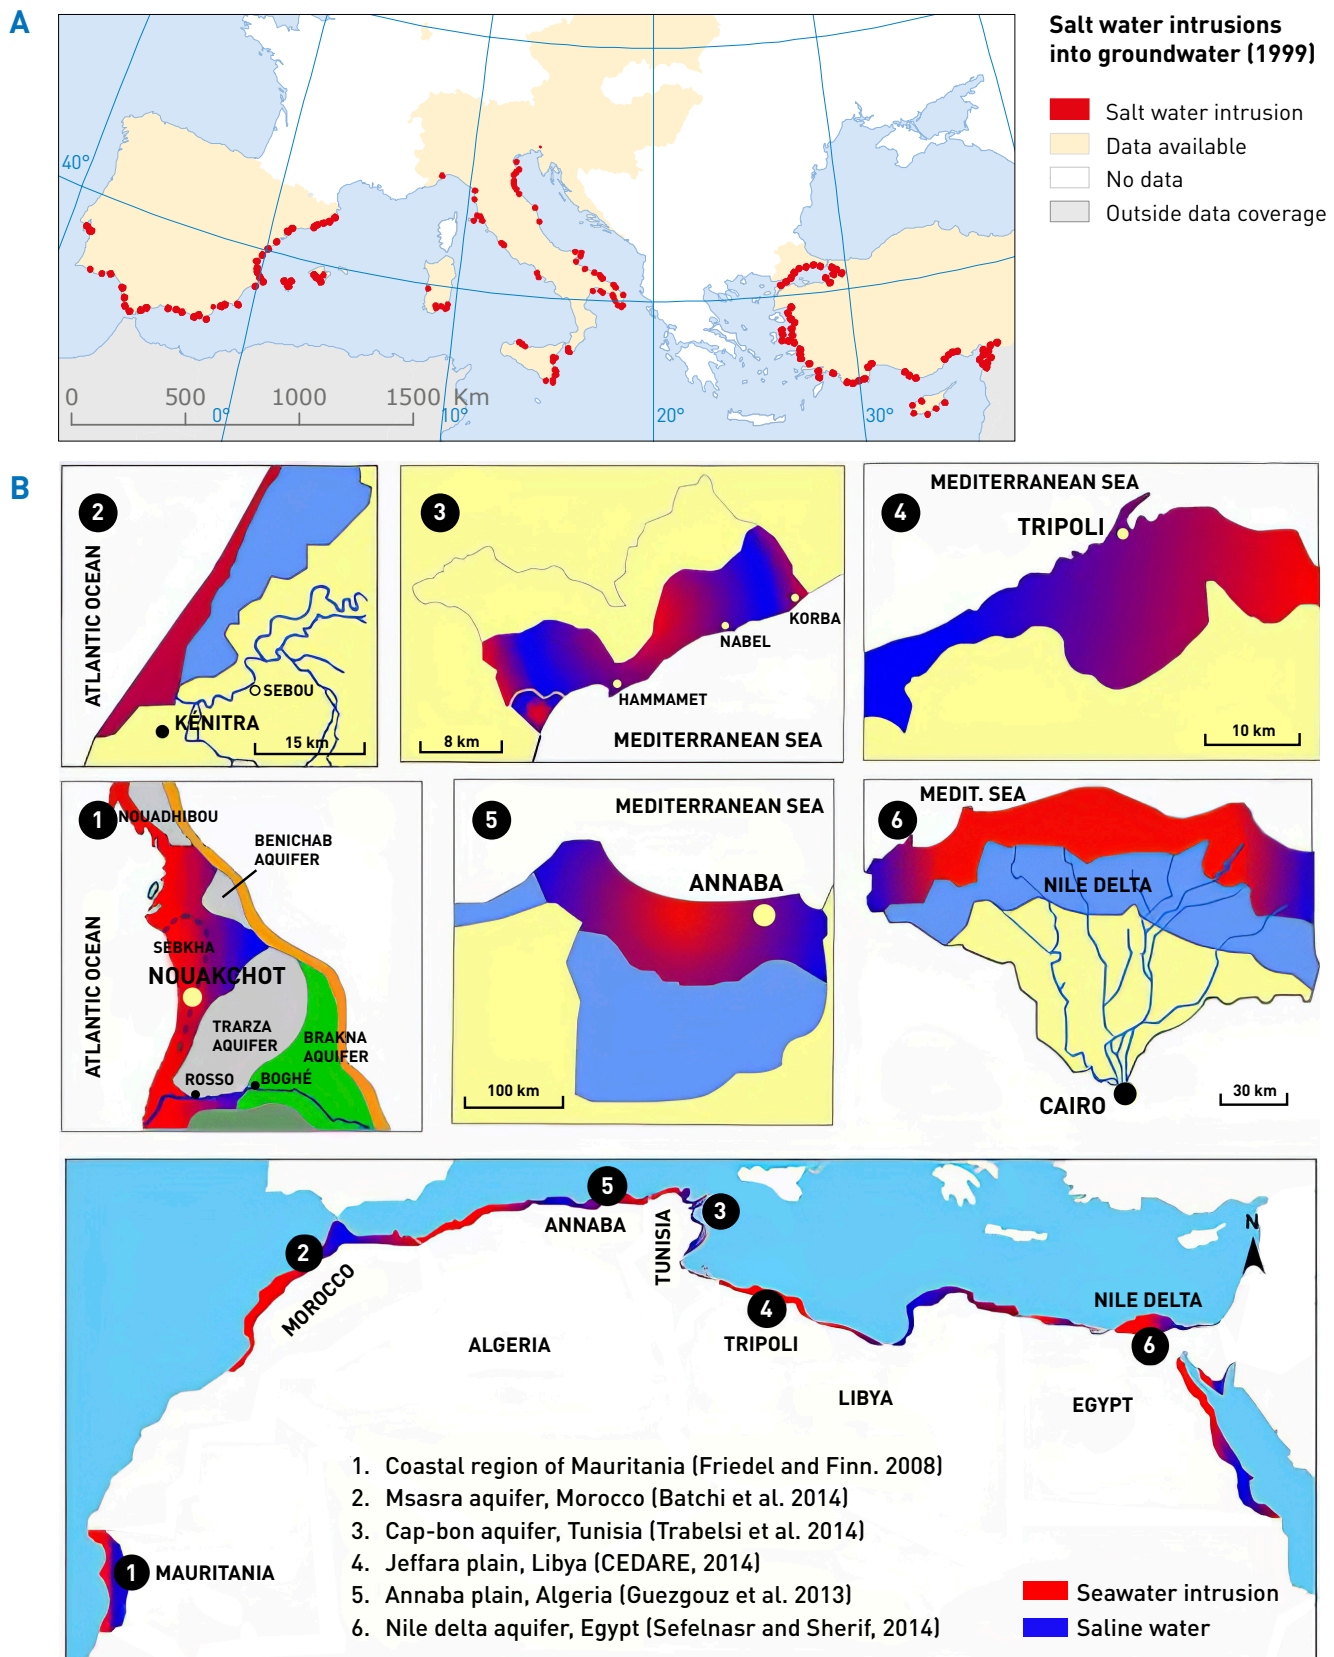 A
Salt water intrusions
into groundwater (1999)
Salt water intrusion
Data available
No data
Outside data coverage
40°
0
500
1000
1500 Km
0°
10°
20°
30°
B
2
ATLANTIC OCEAN
SEBOU
KÉNITRA
15 km
3
KORBA
NABEL
HAMMAMET
MEDITERRANEAN SEA
8 km
4
MEDITERRANEAN SEA
TRIPOLI
10 km
1
NOUADHIBOU
BENICHAB
AQUIFER
ATLANTIC OCEAN
SEBKHA
NOUAKCHOT
TRARZA
AQUIFER
BRAKNA
AQUIFER
ROSSO
BOGHÉ
5
MEDITERRANEAN SEA
ANNABA
100 km
6
MEDIT. SEA
NILE DELTA
CAIRO
30 km
5
ANNABA
TUNISIA
3
2
MOROCCO
N
4
TRIPOLI
NILE DELTA
6
ALGERIA
LIBYA
EGYPT
1
MAURITANIA
1. Coastal region of Mauritania (Friedel and Finn. 2008)
2. Msasra aquifer, Morocco (Batchi et al. 2014)
3. Cap-bon aquifer, Tunisia (Trabelsi et al. 2014)
4. Jeffara plain, Libya (CEDARE, 2014)
5. Annaba plain, Algeria (Guezgouz et al. 2013)
6. Nile delta aquifer, Egypt (Sefelnasr and Sherif, 2014)
Seawater intrusion
Saline water